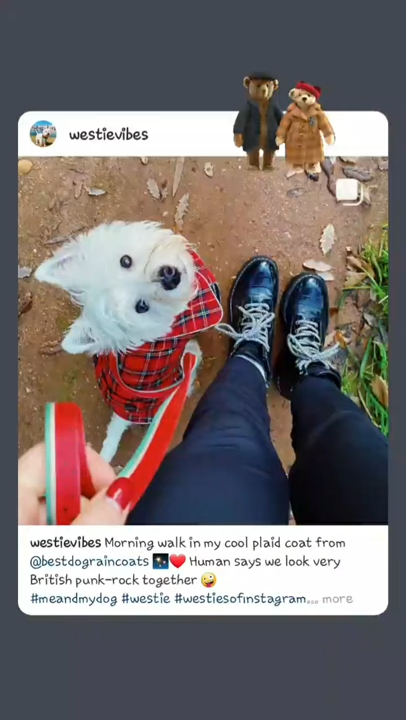 westievibes
westievibes Morning walk in my cool plaid coat from
@bestdograincoats 🎇❤️ Human says we look very
British punk-rock together 🤪
#meandmydog #westie #westiesofinstagram... more